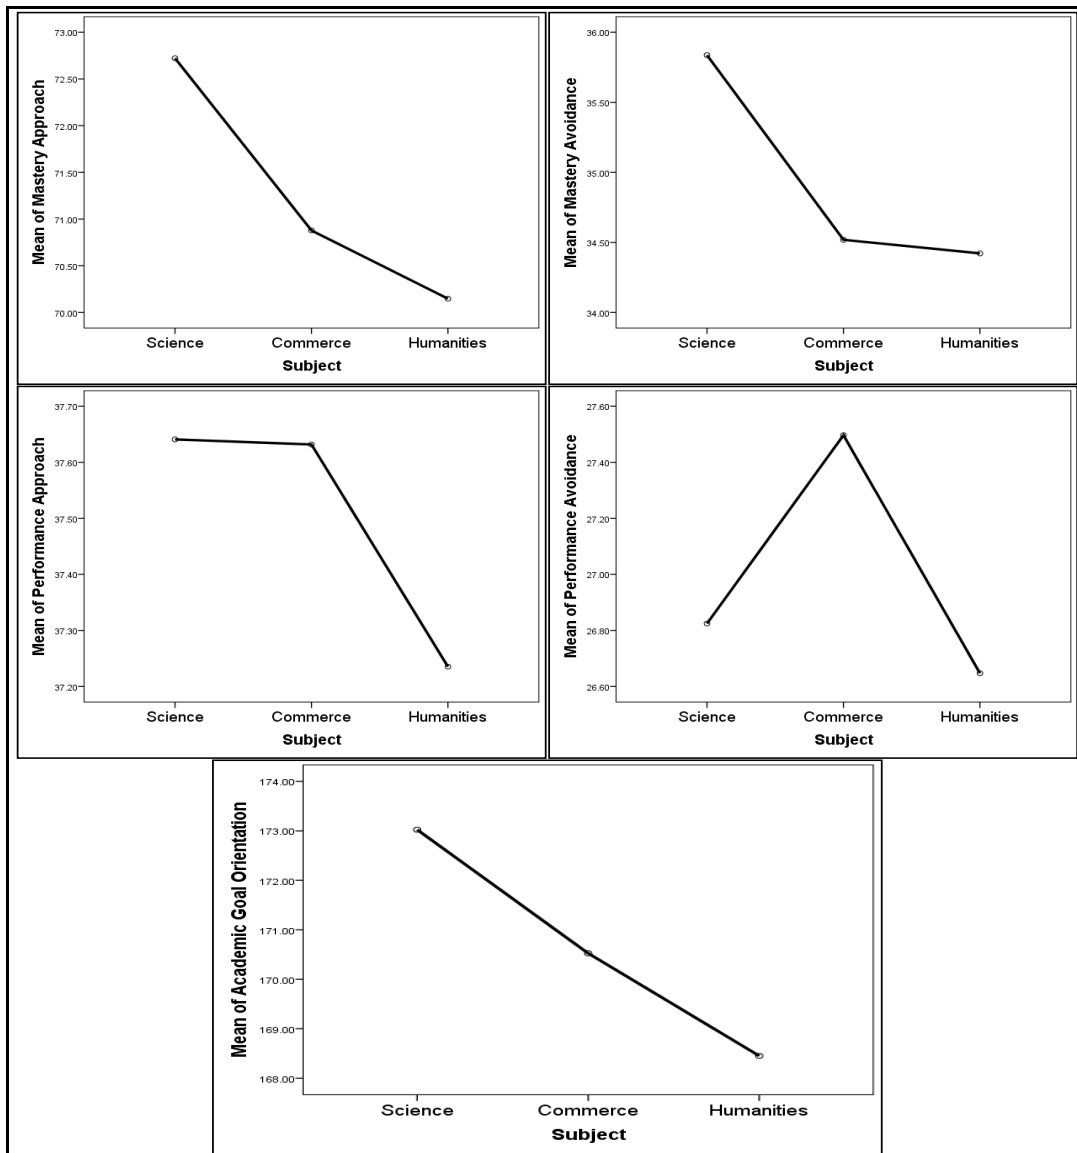 Mean of Mastery Approach
73.00
72.50
72.00
71.50
71.00
70.50
70.00
Science Commerce Humanities
Subject
Mean of Mastery Avoidance
36.00
35.50
35.00
34.50
34.00
Science Commerce Humanities
Subject
Mean of Performance Approach
37.70
37.60
37.50
37.40
37.30
37.20
Science Commerce Humanities
Subject
Mean of Performance Avoidance
27.60
27.40
27.20
27.00
26.80
26.60
Science Commerce Humanities
Subject
Mean of Academic Goal Orientation
174.00
173.00
172.00
171.00
170.00
169.00
168.00
Science Commerce Humanities
Subject